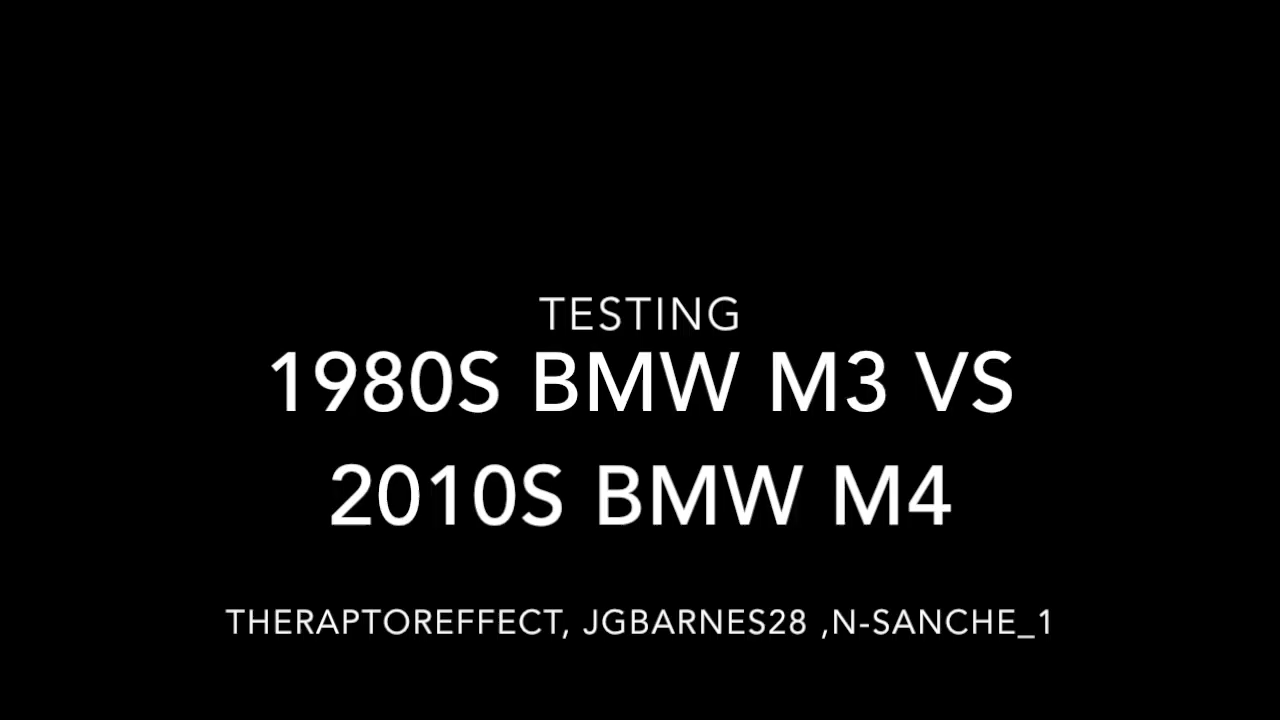 TESTING
1980S BMW M3 VS
2010S BMW M4
THERAPTOREFFECT, JGBARNES28 ,N-SANCHE_1